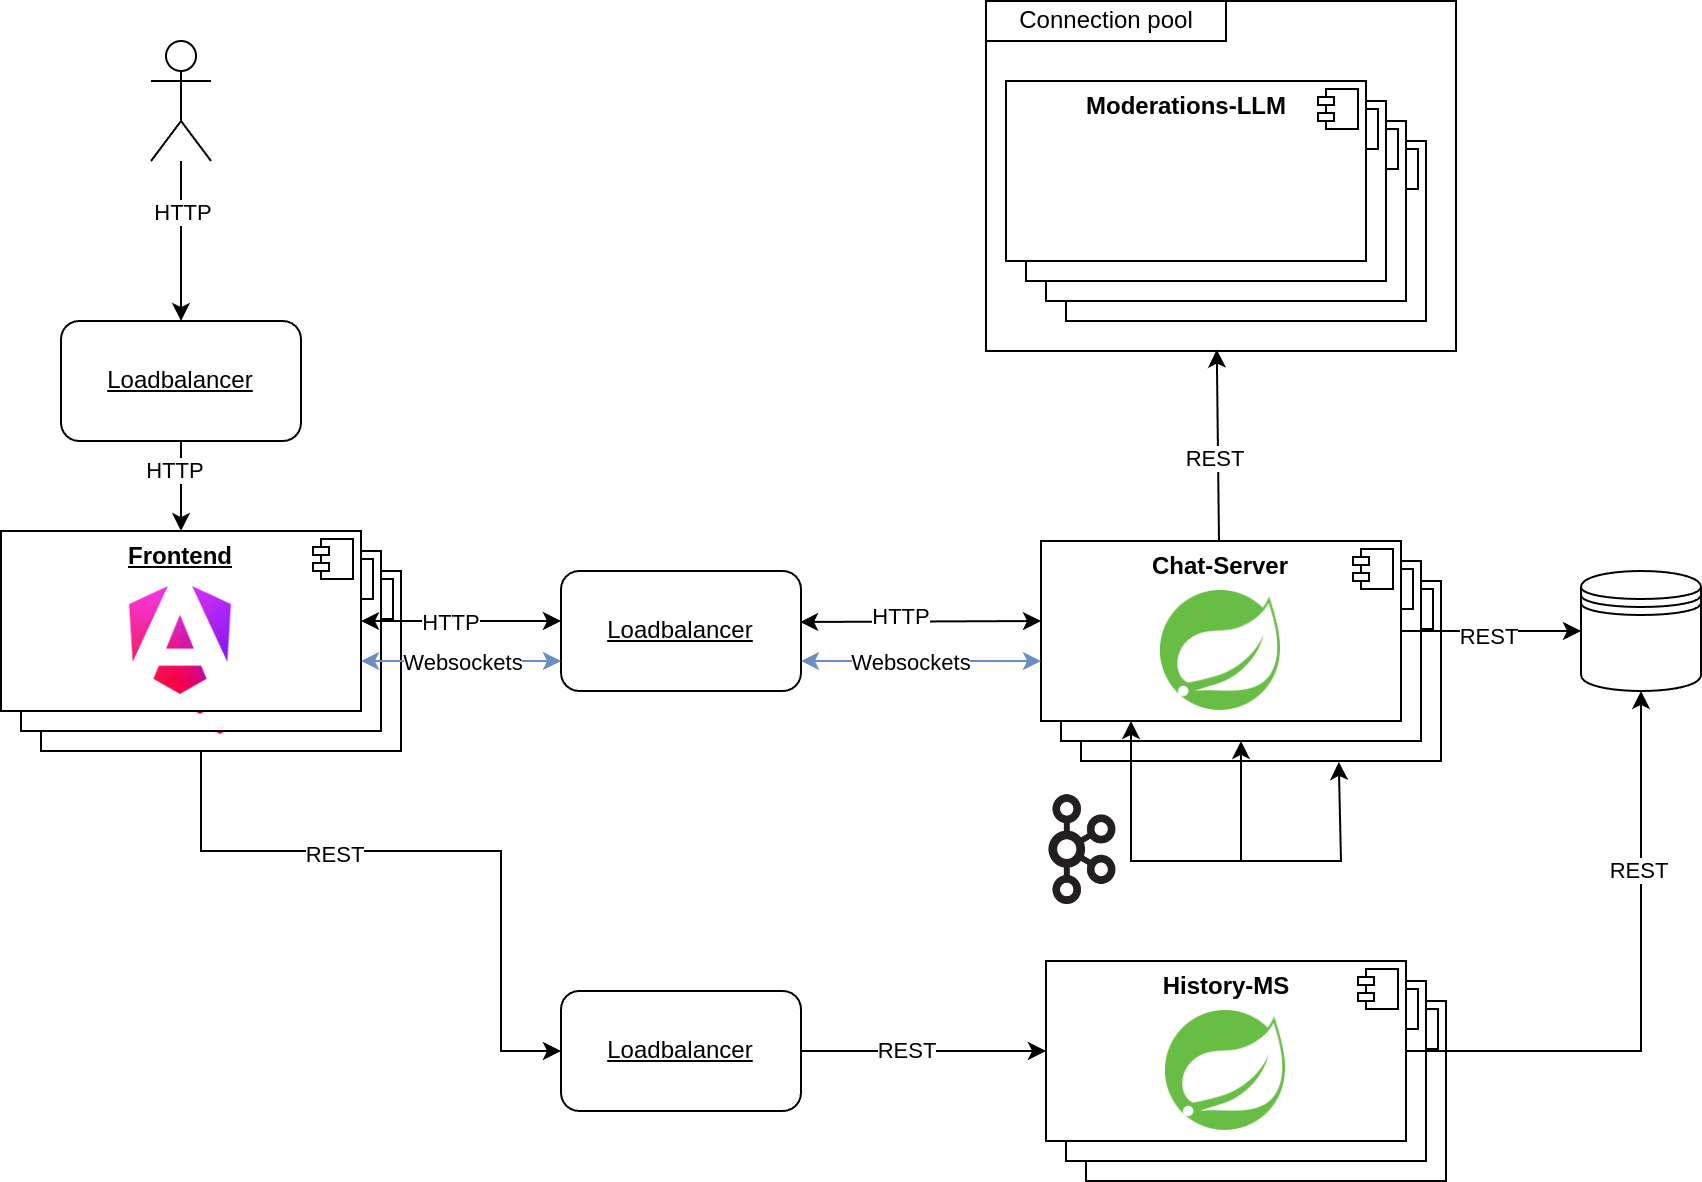 Connection pool
Moderations-LLM
HTTP
Loadbalancer
HTTP
REST
Frontend
Chat-Server
HTTP
Websockets
Loadbalancer
HTTP
Websockets
REST
REST
REST
History-MS
Loadbalancer
REST